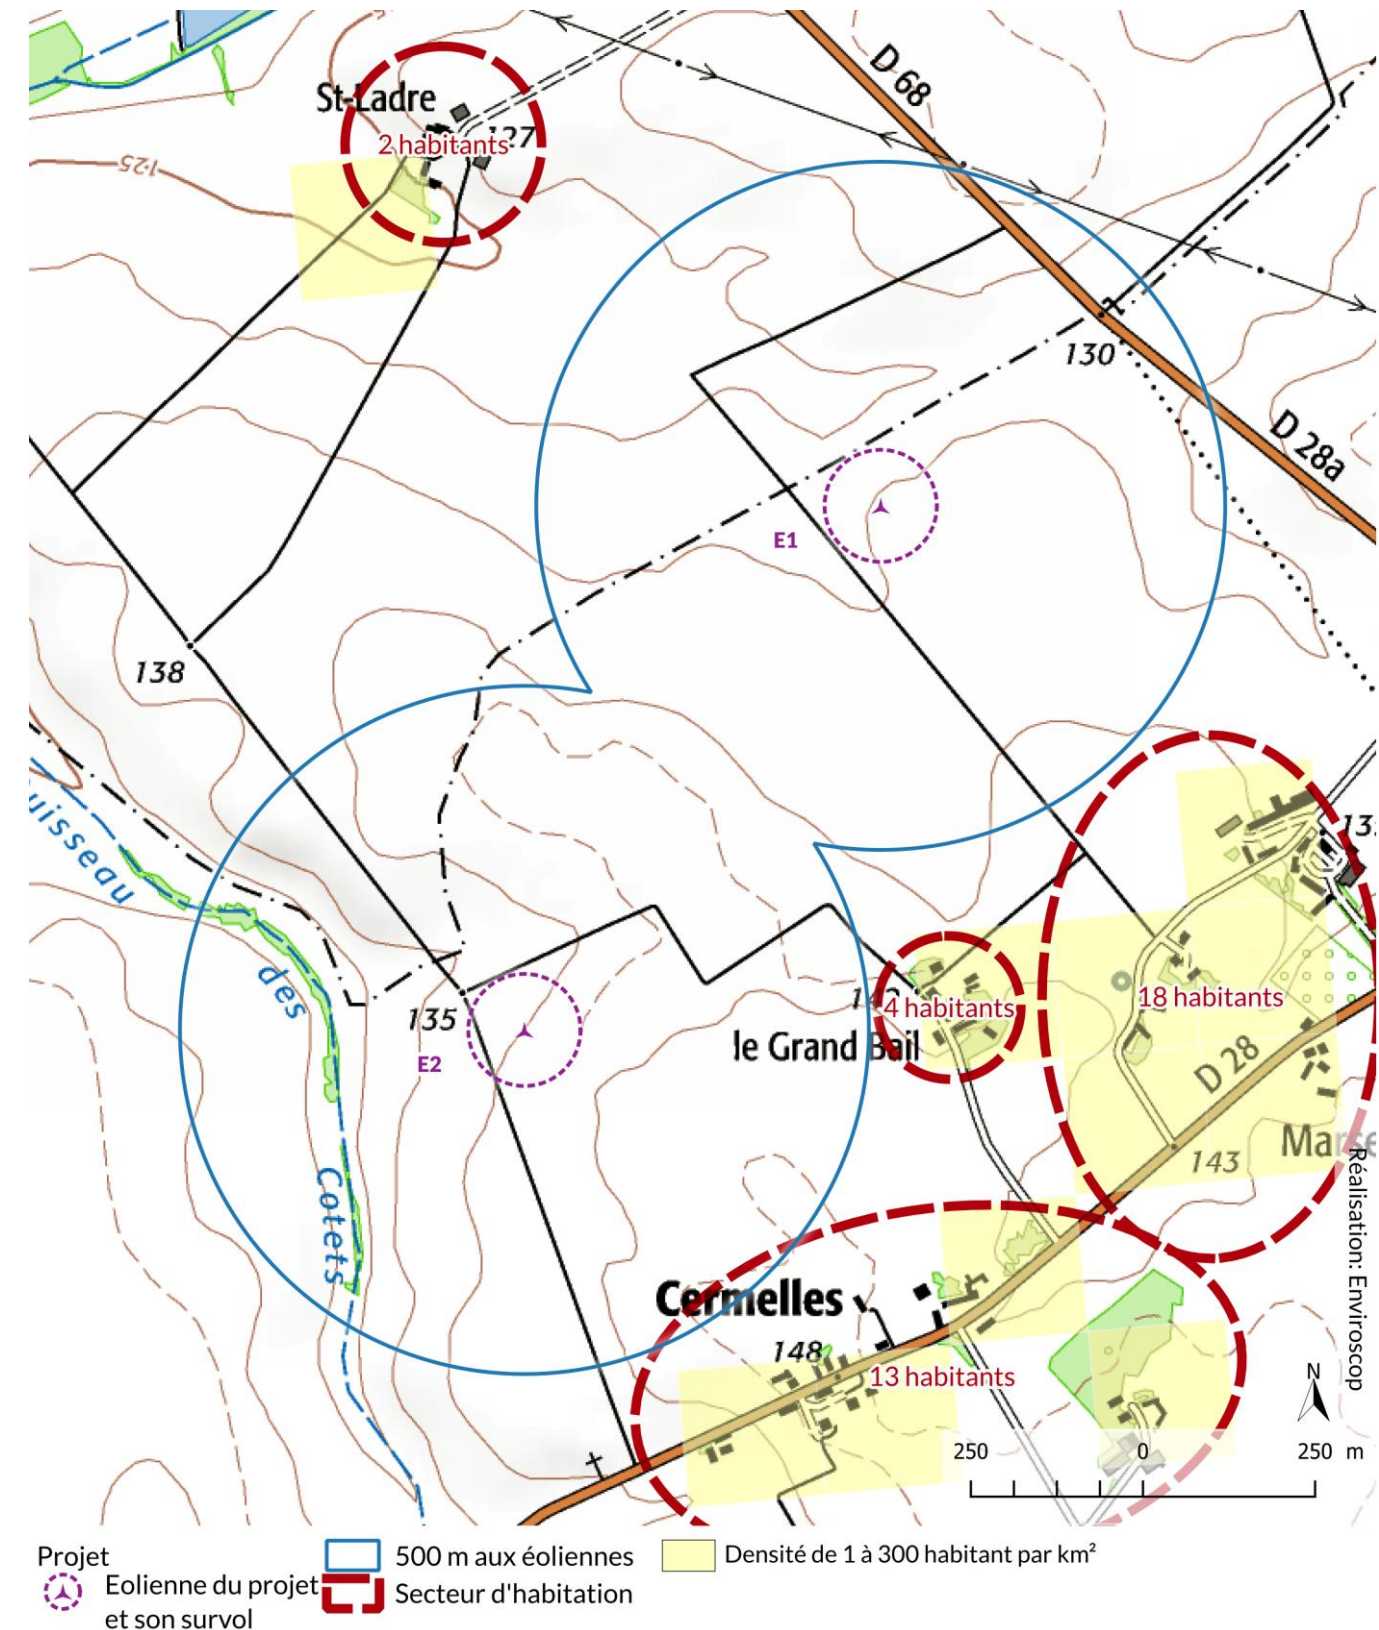 D 68
St-Ladre
127
2 habitants
125
130
D 28a
E1
138
uisseau
des
Cotets
135
E2
4 habitants
le Grand Bail
18 habitants
D 28
143
Cermelles
148
13 habitants
Réalisation: Enviroscop
N
250 0 250 m
Projet
Eolienne du projet
et son survol
500 m aux éoliennes
Secteur d'habitation
Densité de 1 à 300 habitant par km²